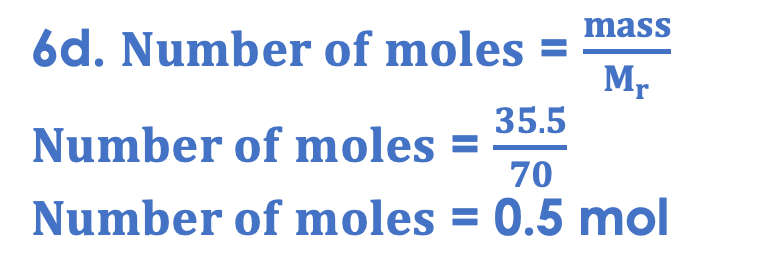 6d. Number of moles = mass / Mᵣ
Number of moles = 35.5 / 70
Number of moles = 0.5 mol